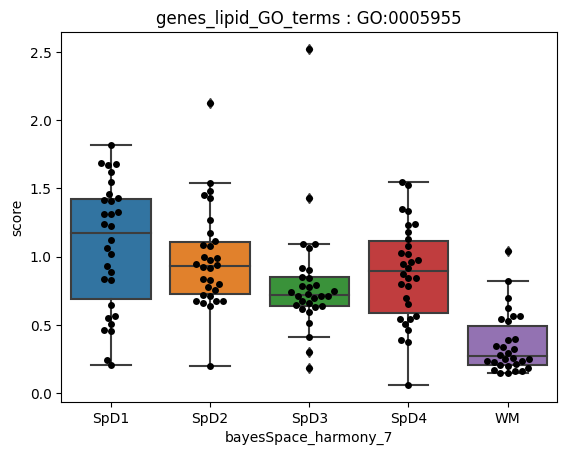 genes_lipid_GO_terms : GO:0005955
score
2.5
2.0
1.5
1.0
0.5
0.0
SpD1 SpD2 SpD3 SpD4 WM
bayesSpace_harmony_7